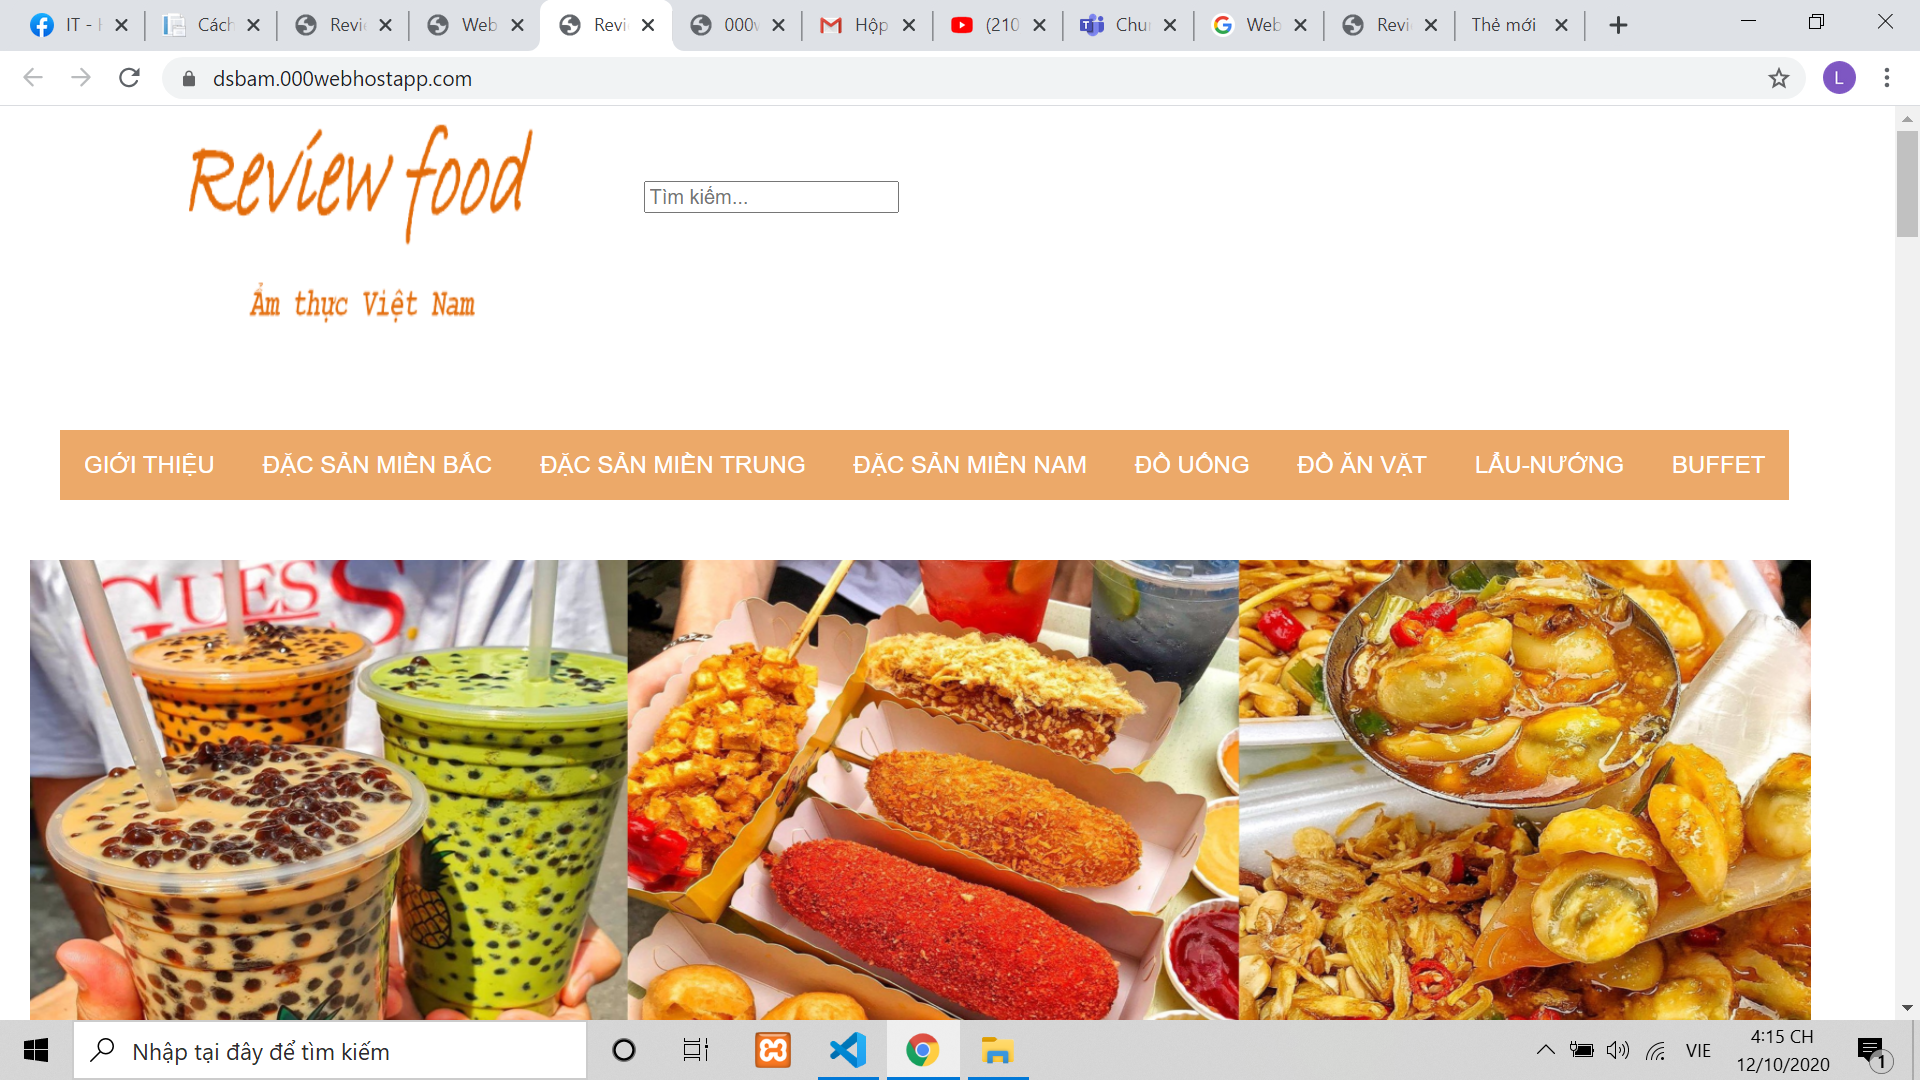 IT -
Cách
Revi
Web
Revi
000
Hộp
(210
Chu
Web
Revi
Thẻ mới
dsbam.000webhostapp.com
L
Review food
Tìm kiếm...
Ẩm thực Việt Nam
GIỚI THIỆU
ĐẶC SẢN MIỀN BẮC
ĐẶC SẢN MIỀN TRUNG
ĐẶC SẢN MIỀN NAM
ĐỒ UỐNG
ĐỒ ĂN VẶT
LẨU-NƯỚNG
BUFFET
GUESS
Nhập tại đây để tìm kiếm
VIE
4:15 CH
12/10/2020
1